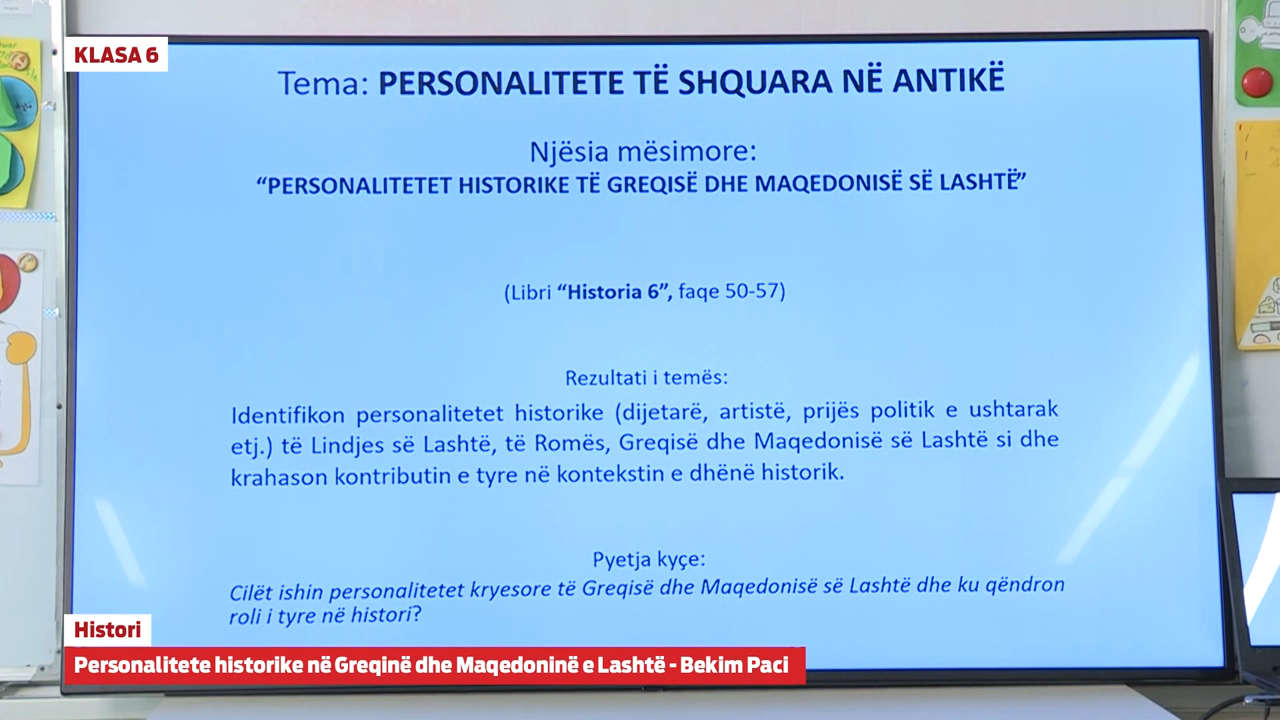 KLASA 6
Tema: PERSONALITETE TË SHQUARA NË ANTIKË
Njësia mësimore:
“PERSONALITETET HISTORIKE TË GREQISË DHE MAQEDONISË SË LASHTË”
(Libri “Historia 6”, faqe 50-57)
Rezultati i temës:
Identifikon personalitetet historike (dijetarë, artistë, prijës politik e ushtarak
etj.) të Lindjes së Lashtë, të Romës, Greqisë dhe Maqedonisë së Lashtë si dhe
krahason kontributin e tyre në kontekstin e dhënë historik.
Pyetja kyçe:
Cilët ishin personalitetet kryesore të Greqisë dhe Maqedonisë së Lashtë dhe ku qëndron
roli i tyre në histori?
Histori
Personalitete historike në Greqinë dhe Maqedoninë e Lashtë - Bekim Paci